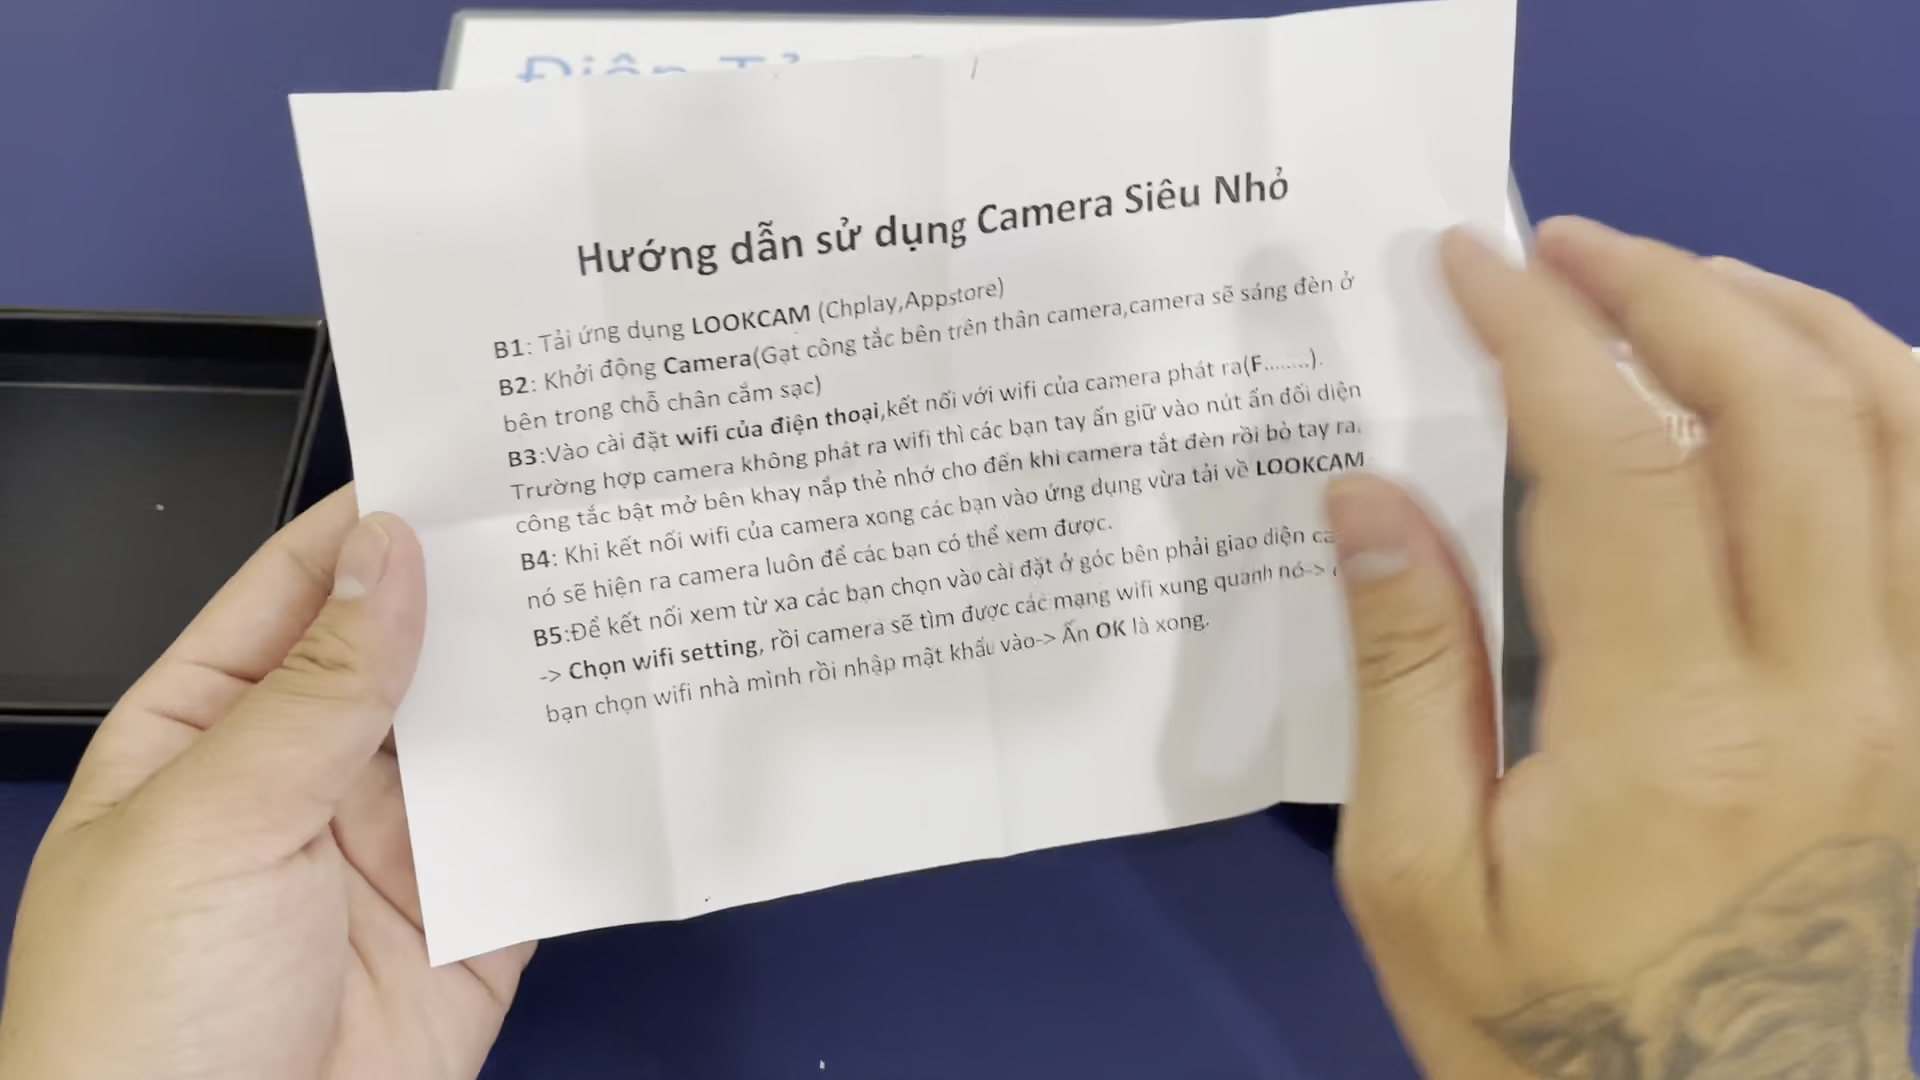 Điện Tử
Hướng dẫn sử dụng Camera Siêu Nhỏ
B1: Tải ứng dụng LOOKCAM (Chplay,Appstore)
B2: Khởi động Camera(Gạt công tắc bên trên thân camera,camera sẽ sáng đèn ở
bên trong chỗ chân cắm sạc)
B3:Vào cài đặt wifi của điện thoại,kết nối với wifi của camera phát ra(F........).
Trường hợp camera không phát ra wifi thì các bạn tay ấn giữ vào nút ấn đối diện
công tắc bật mở bên khay nắp thẻ nhớ cho đến khi camera tắt đèn rồi bỏ tay ra.
B4: Khi kết nối wifi của camera xong các bạn vào ứng dụng vừa tải về LOOKCAM
nó sẽ hiện ra camera luôn để các bạn có thể xem được.
B5:Để kết nối xem từ xa các bạn chọn vào cài đặt ở góc bên phải giao diện
-> Chọn wifi setting, rồi camera sẽ tìm được các mạng wifi xung quanh nó->
bạn chọn wifi nhà mình rồi nhập mật khẩu vào-> Ấn OK là xong.